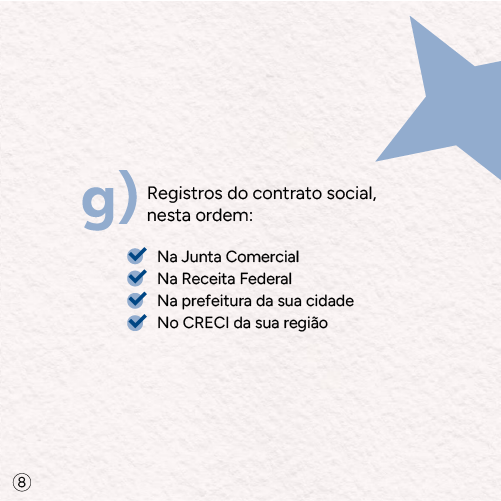 g) Registros do contrato social,
nesta ordem:
Na Junta Comercial
Na Receita Federal
Na prefeitura da sua cidade
No CRECI da sua região
8